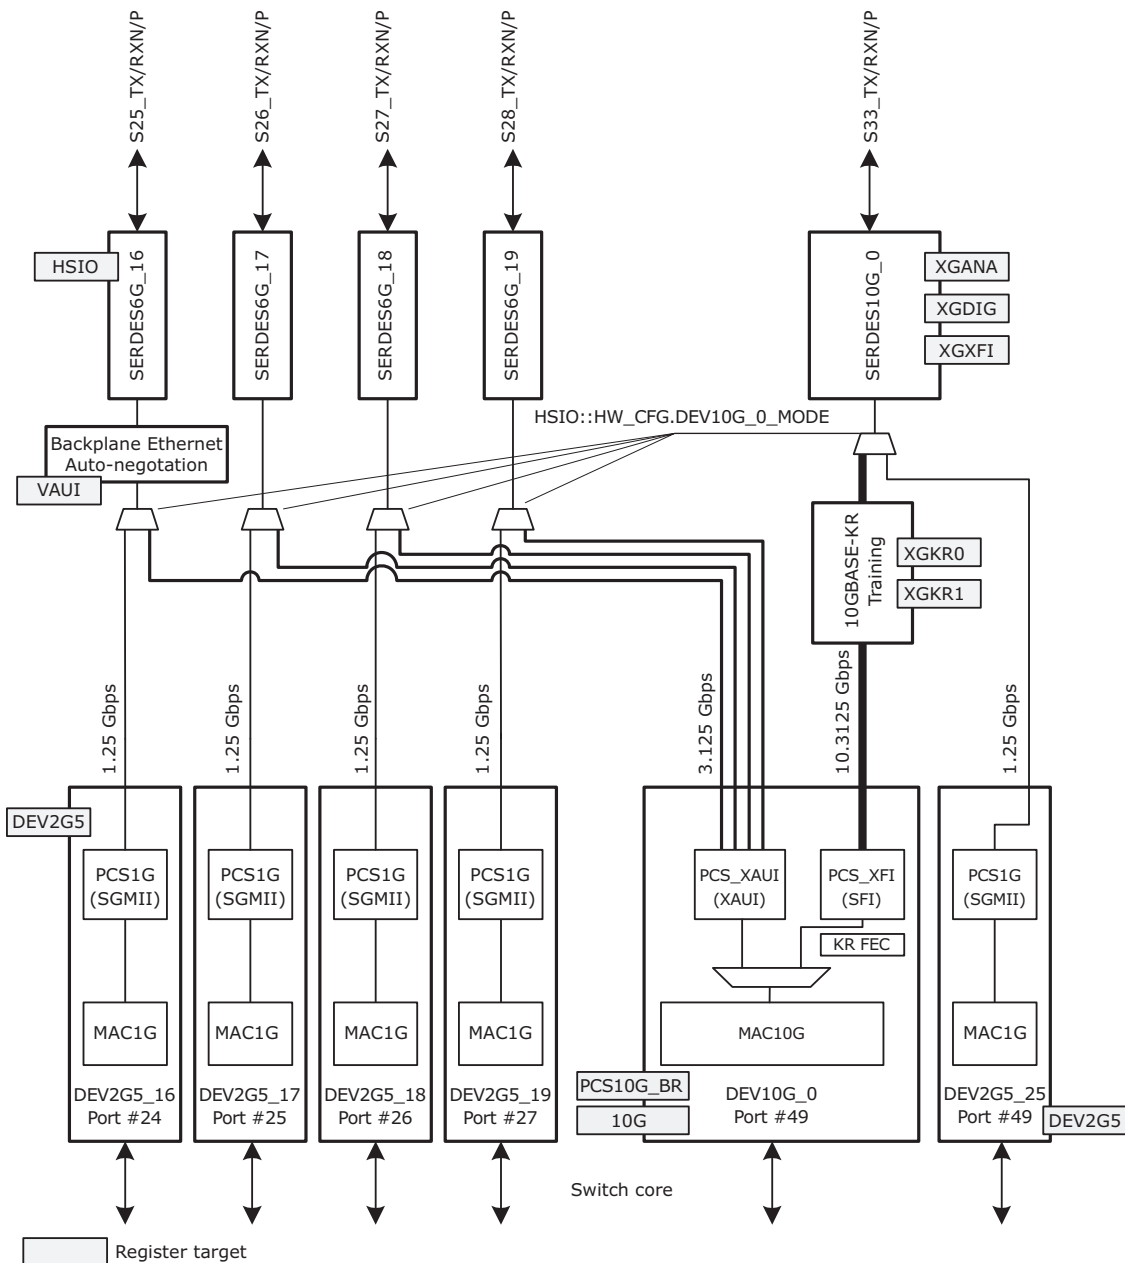 S25_TX/RXN/P
S26_TX/RXN/P
S27_TX/RXN/P
S28_TX/RXN/P
S33_TX/RXN/P
HSIO
SERDES6G_16
SERDES6G_17
SERDES6G_18
SERDES6G_19
SERDES10G_0
XGANA
XGDIG
XGXFI
HSIO::HW_CFG.DEV10G_0_MODE
Backplane Ethernet
Auto-negotation
VAUI
10GBASE-KR
Training
XGKR0
XGKR1
1.25 Gbps
1.25 Gbps
1.25 Gbps
1.25 Gbps
3.125 Gbps
10.3125 Gbps
1.25 Gbps
DEV2G5
PCS1G
(SGMII)
PCS1G
(SGMII)
PCS1G
(SGMII)
PCS1G
(SGMII)
PCS_XAUI
(XAUI)
PCS_XFI
(SFI)
PCS1G
(SGMII)
KR FEC
MAC1G
MAC1G
MAC1G
MAC1G
MAC10G
MAC1G
PCS10G_BR
10G
DEV2G5_16
Port #24
DEV2G5_17
Port #25
DEV2G5_18
Port #26
DEV2G5_19
Port #27
DEV10G_0
Port #49
DEV2G5_25
Port #49
DEV2G5
Switch core
Register target